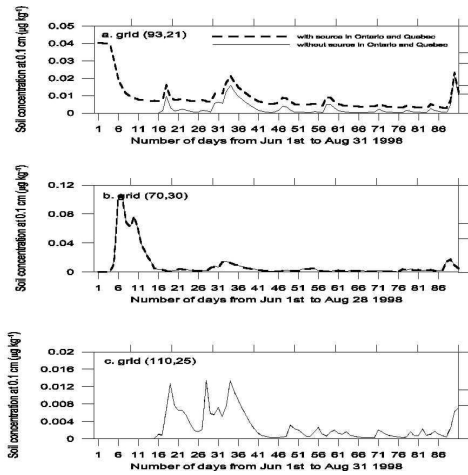 Soil concentration at 0.1 cm (µg kg⁻¹)
0.05
0.04
0.03
0.02
0.01
0
a. grid (93,21)
with source in Ontario and Quebec
without source in Ontario and Quebec
1 6 11 16 21 26 31 36 41 46 51 56 61 66 71 76 81 86
Number of days from Jun 1st to Aug 31 1998
Soil concentration at 0.1 cm (µg kg⁻¹)
0.12
0.08
0.04
0
b. grid (70,30)
1 6 11 16 21 26 31 36 41 46 51 56 61 66 71 76 81 86
Number of days from Jun 1st to Aug 28 1998
Soil concentration at 0.1 cm (µg kg⁻¹)
0.02
0.016
0.012
0.008
0.004
0
c. grid (110,25)
1 6 11 16 21 26 31 36 41 46 51 56 61 66 71 76 81 86
Number of days from Jun 1st to Aug 31 1998